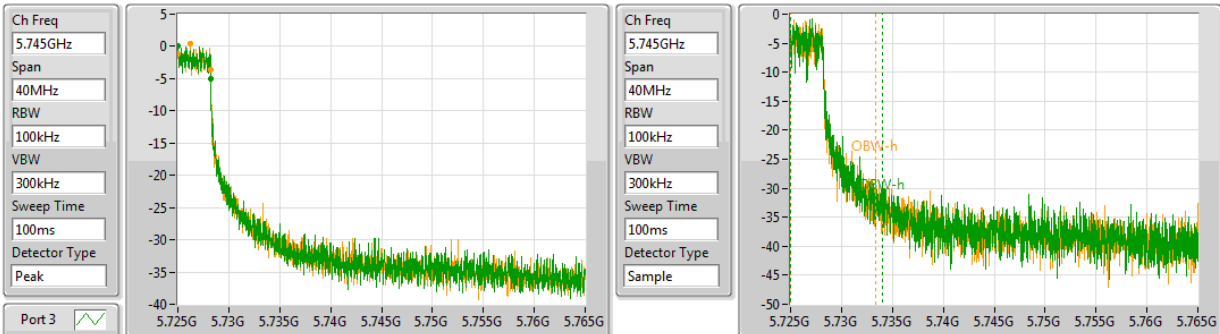 Ch Freq
5.745GHz
Span
40MHz
RBW
100kHz
VBW
300kHz
Sweep Time
100ms
Detector Type
Peak
Port 3
5
0
-5
-10
-15
-20
-25
-30
-35
-40
5.725G 5.73G 5.735G 5.74G 5.745G 5.75G 5.755G 5.76G 5.765G
Ch Freq
5.745GHz
Span
40MHz
RBW
100kHz
VBW
300kHz
Sweep Time
100ms
Detector Type
Sample
0
-5
-10
-15
-20
-25
-30
-35
-40
-45
-50
OBW-h
OBW-h
5.725G 5.73G 5.735G 5.74G 5.745G 5.75G 5.755G 5.76G 5.765G